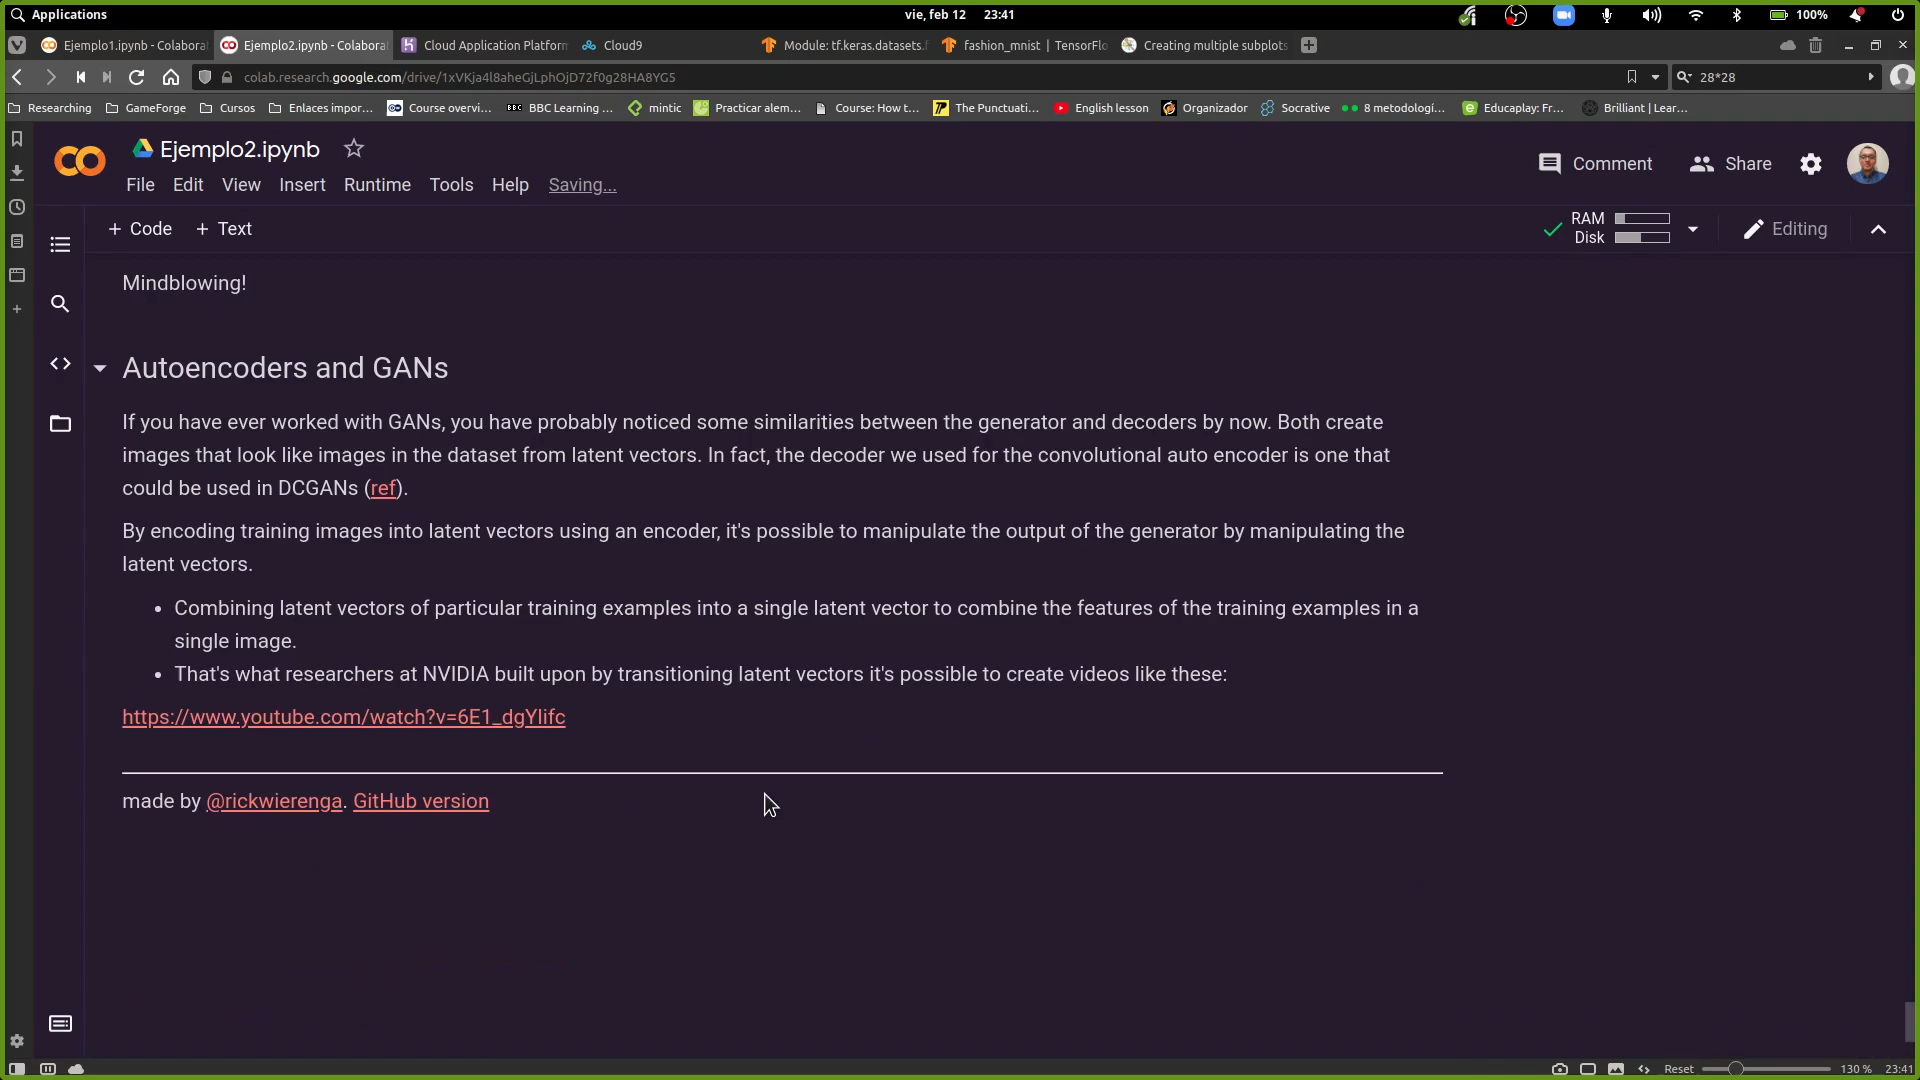 Applications
vie, feb 12 23:41
100%
Ejemplo1.ipynb - Colabora
Ejemplo2.ipynb - Colabora
Cloud Application Platform
Cloud9
Module: tf.keras.datasets.f
fashion_mnist | TensorFlo
Creating multiple subplots
colab.research.google.com/drive/1xVKja4l8aheGjLphOjD72f0g28HA8YG5
28*28
Researching
GameForge
Cursos
Enlaces impor...
Course overvi...
BBC BBC Learning ...
mintic
Practicar alem...
Course: How t...
The Punctuati...
English lesson
Organizador
Socrative
8 metodologí...
Educaplay: Fr...
Brilliant | Lear...
CO Ejemplo2.ipynb
Comment
Share
File Edit View Insert Runtime Tools Help Saving...
+ Code + Text
RAM
Disk
Editing
Mindblowing!
Autoencoders and GANs
If you have ever worked with GANs, you have probably noticed some similarities between the generator and decoders by now. Both create
images that look like images in the dataset from latent vectors. In fact, the decoder we used for the convolutional auto encoder is one that
could be used in DCGANs (ref).
By encoding training images into latent vectors using an encoder, it's possible to manipulate the output of the generator by manipulating the
latent vectors.
• Combining latent vectors of particular training examples into a single latent vector to combine the features of the training examples in a
single image.
• That's what researchers at NVIDIA built upon by transitioning latent vectors it's possible to create videos like these:
https://www.youtube.com/watch?v=6E1_dgYlifc
made by @rickwierenga. GitHub version
Reset
130 %
23:41